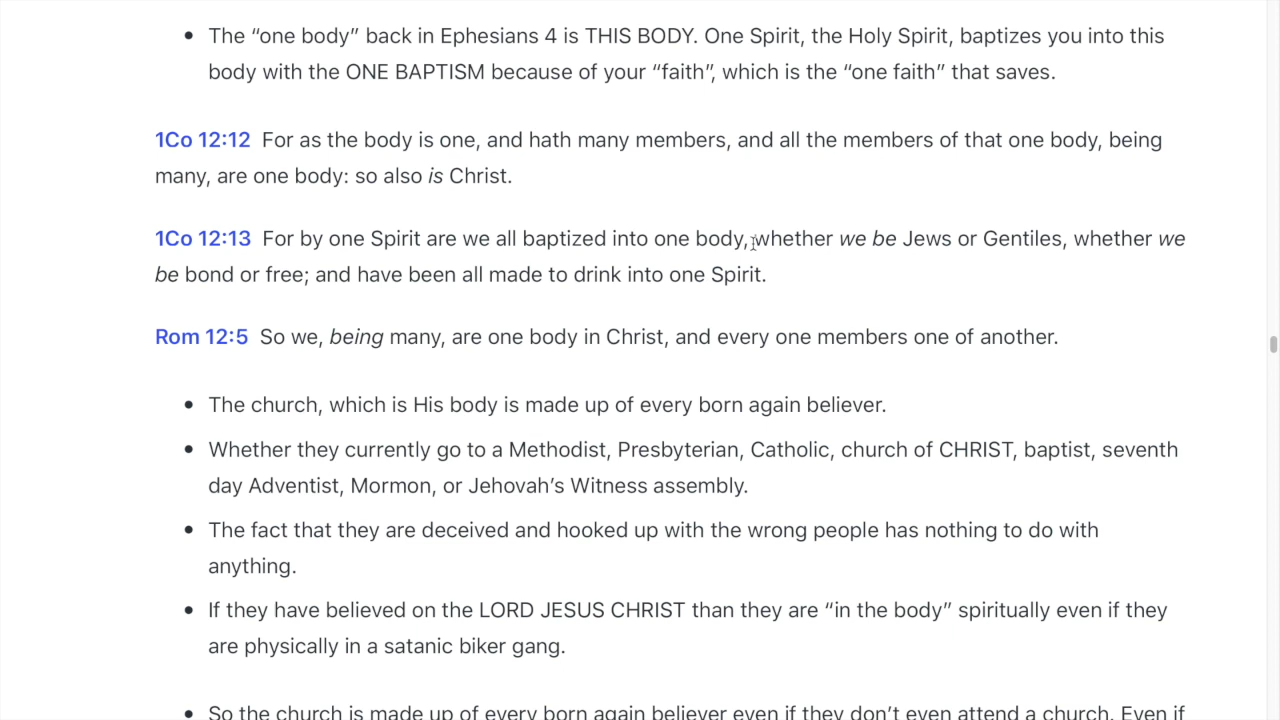 The “one body” back in Ephesians 4 is THIS BODY. One Spirit, the Holy Spirit, baptizes you into this
body with the ONE BAPTISM because of your “faith”, which is the “one faith” that saves.
1Co 12:12 For as the body is one, and hath many members, and all the members of that one body, being
many, are one body: so also is Christ.
1Co 12:13 For by one Spirit are we all baptized into one body, whether we be Jews or Gentiles, whether we
be bond or free; and have been all made to drink into one Spirit.
Rom 12:5 So we, being many, are one body in Christ, and every one members one of another.
The church, which is His body is made up of every born again believer.
Whether they currently go to a Methodist, Presbyterian, Catholic, church of CHRIST, baptist, seventh
day Adventist, Mormon, or Jehovah’s Witness assembly.
The fact that they are deceived and hooked up with the wrong people has nothing to do with
anything.
If they have believed on the LORD JESUS CHRIST than they are “in the body” spiritually even if they
are physically in a satanic biker gang.
So the church is made up of every born again believer even if they don’t even attend a church. Even if